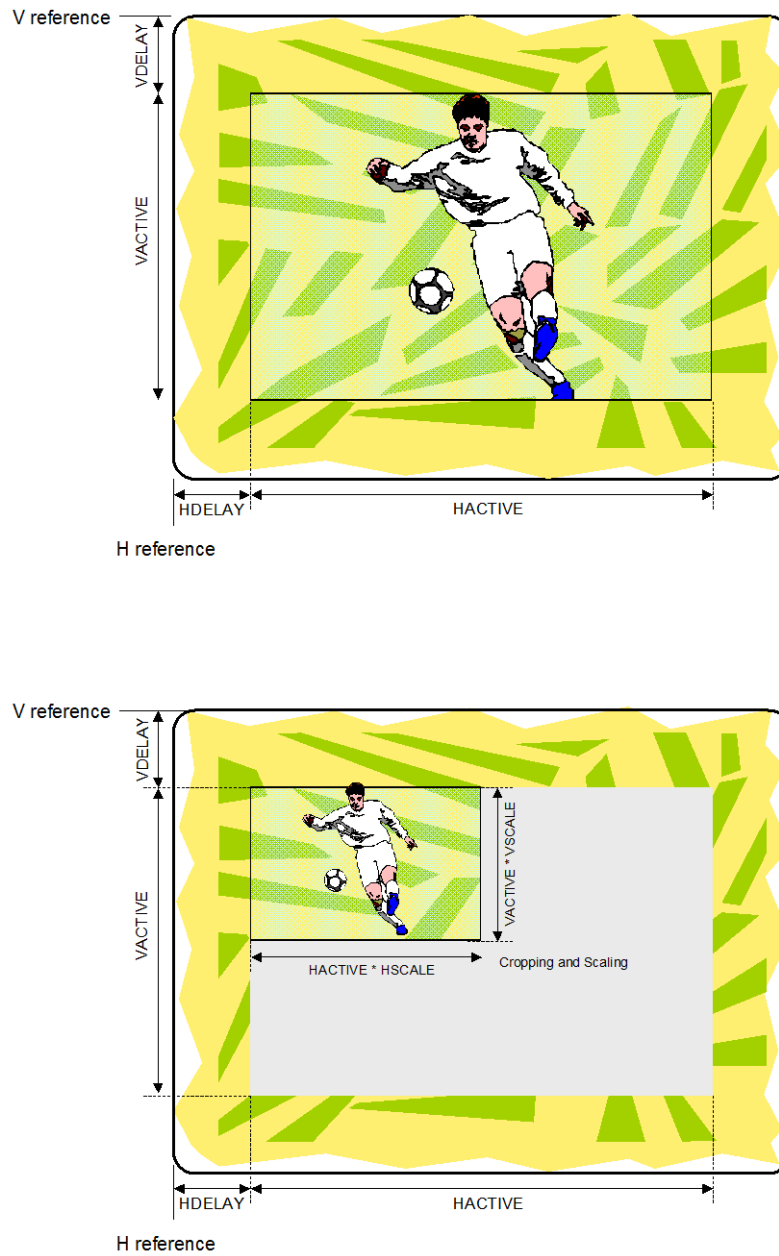 V reference
VDELAY
VACTIVE
HDELAY
HACTIVE
H reference
V reference
VDELAY
VACTIVE
VACTIVE * VSCALE
HACTIVE * HSCALE
Cropping and Scaling
HDELAY
HACTIVE
H reference